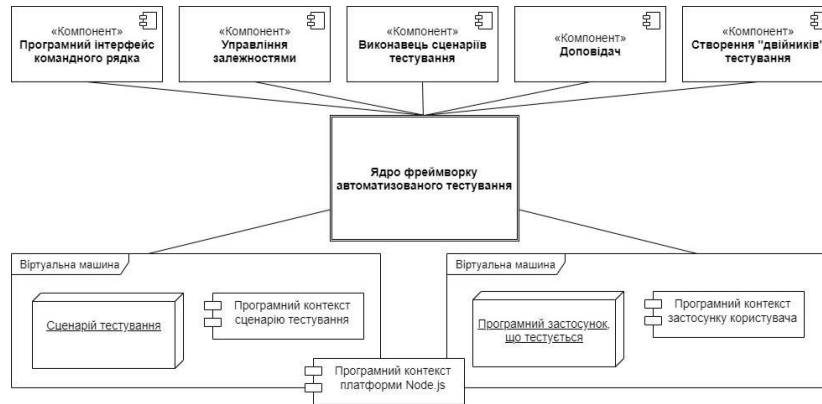 «Компонент»
Програмний інтерфейс
командного рядка
«Компонент»
Управління
залежностями
«Компонент»
Виконавець сценаріїв
тестування
«Компонент»
Доповідач
«Компонент»
Створення "двійників"
тестування
Ядро фреймворку
автоматизованого тестування
Віртуальна машина
Сценарій тестування
Програмний контекст
сценарію тестування
Віртуальна машина
Програмний застосунок,
що тестується
Програмний контекст
застосунку користувача
Програмний контекст
платформи Node.js